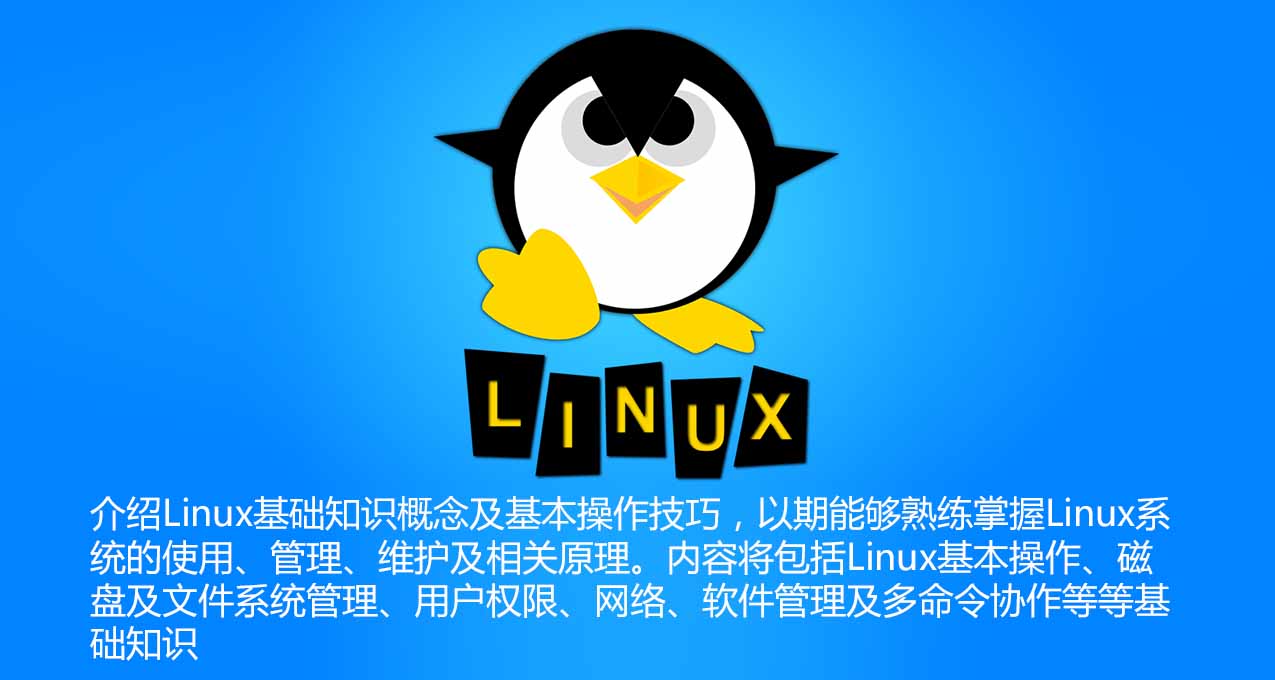 LINUX
介绍Linux基础知识概念及基本操作技巧，以期能够熟练掌握Linux系
统的使用、管理、维护及相关原理。内容将包括Linux基本操作、磁
盘及文件系统管理、用户权限、网络、软件管理及多命令协作等等基
础知识